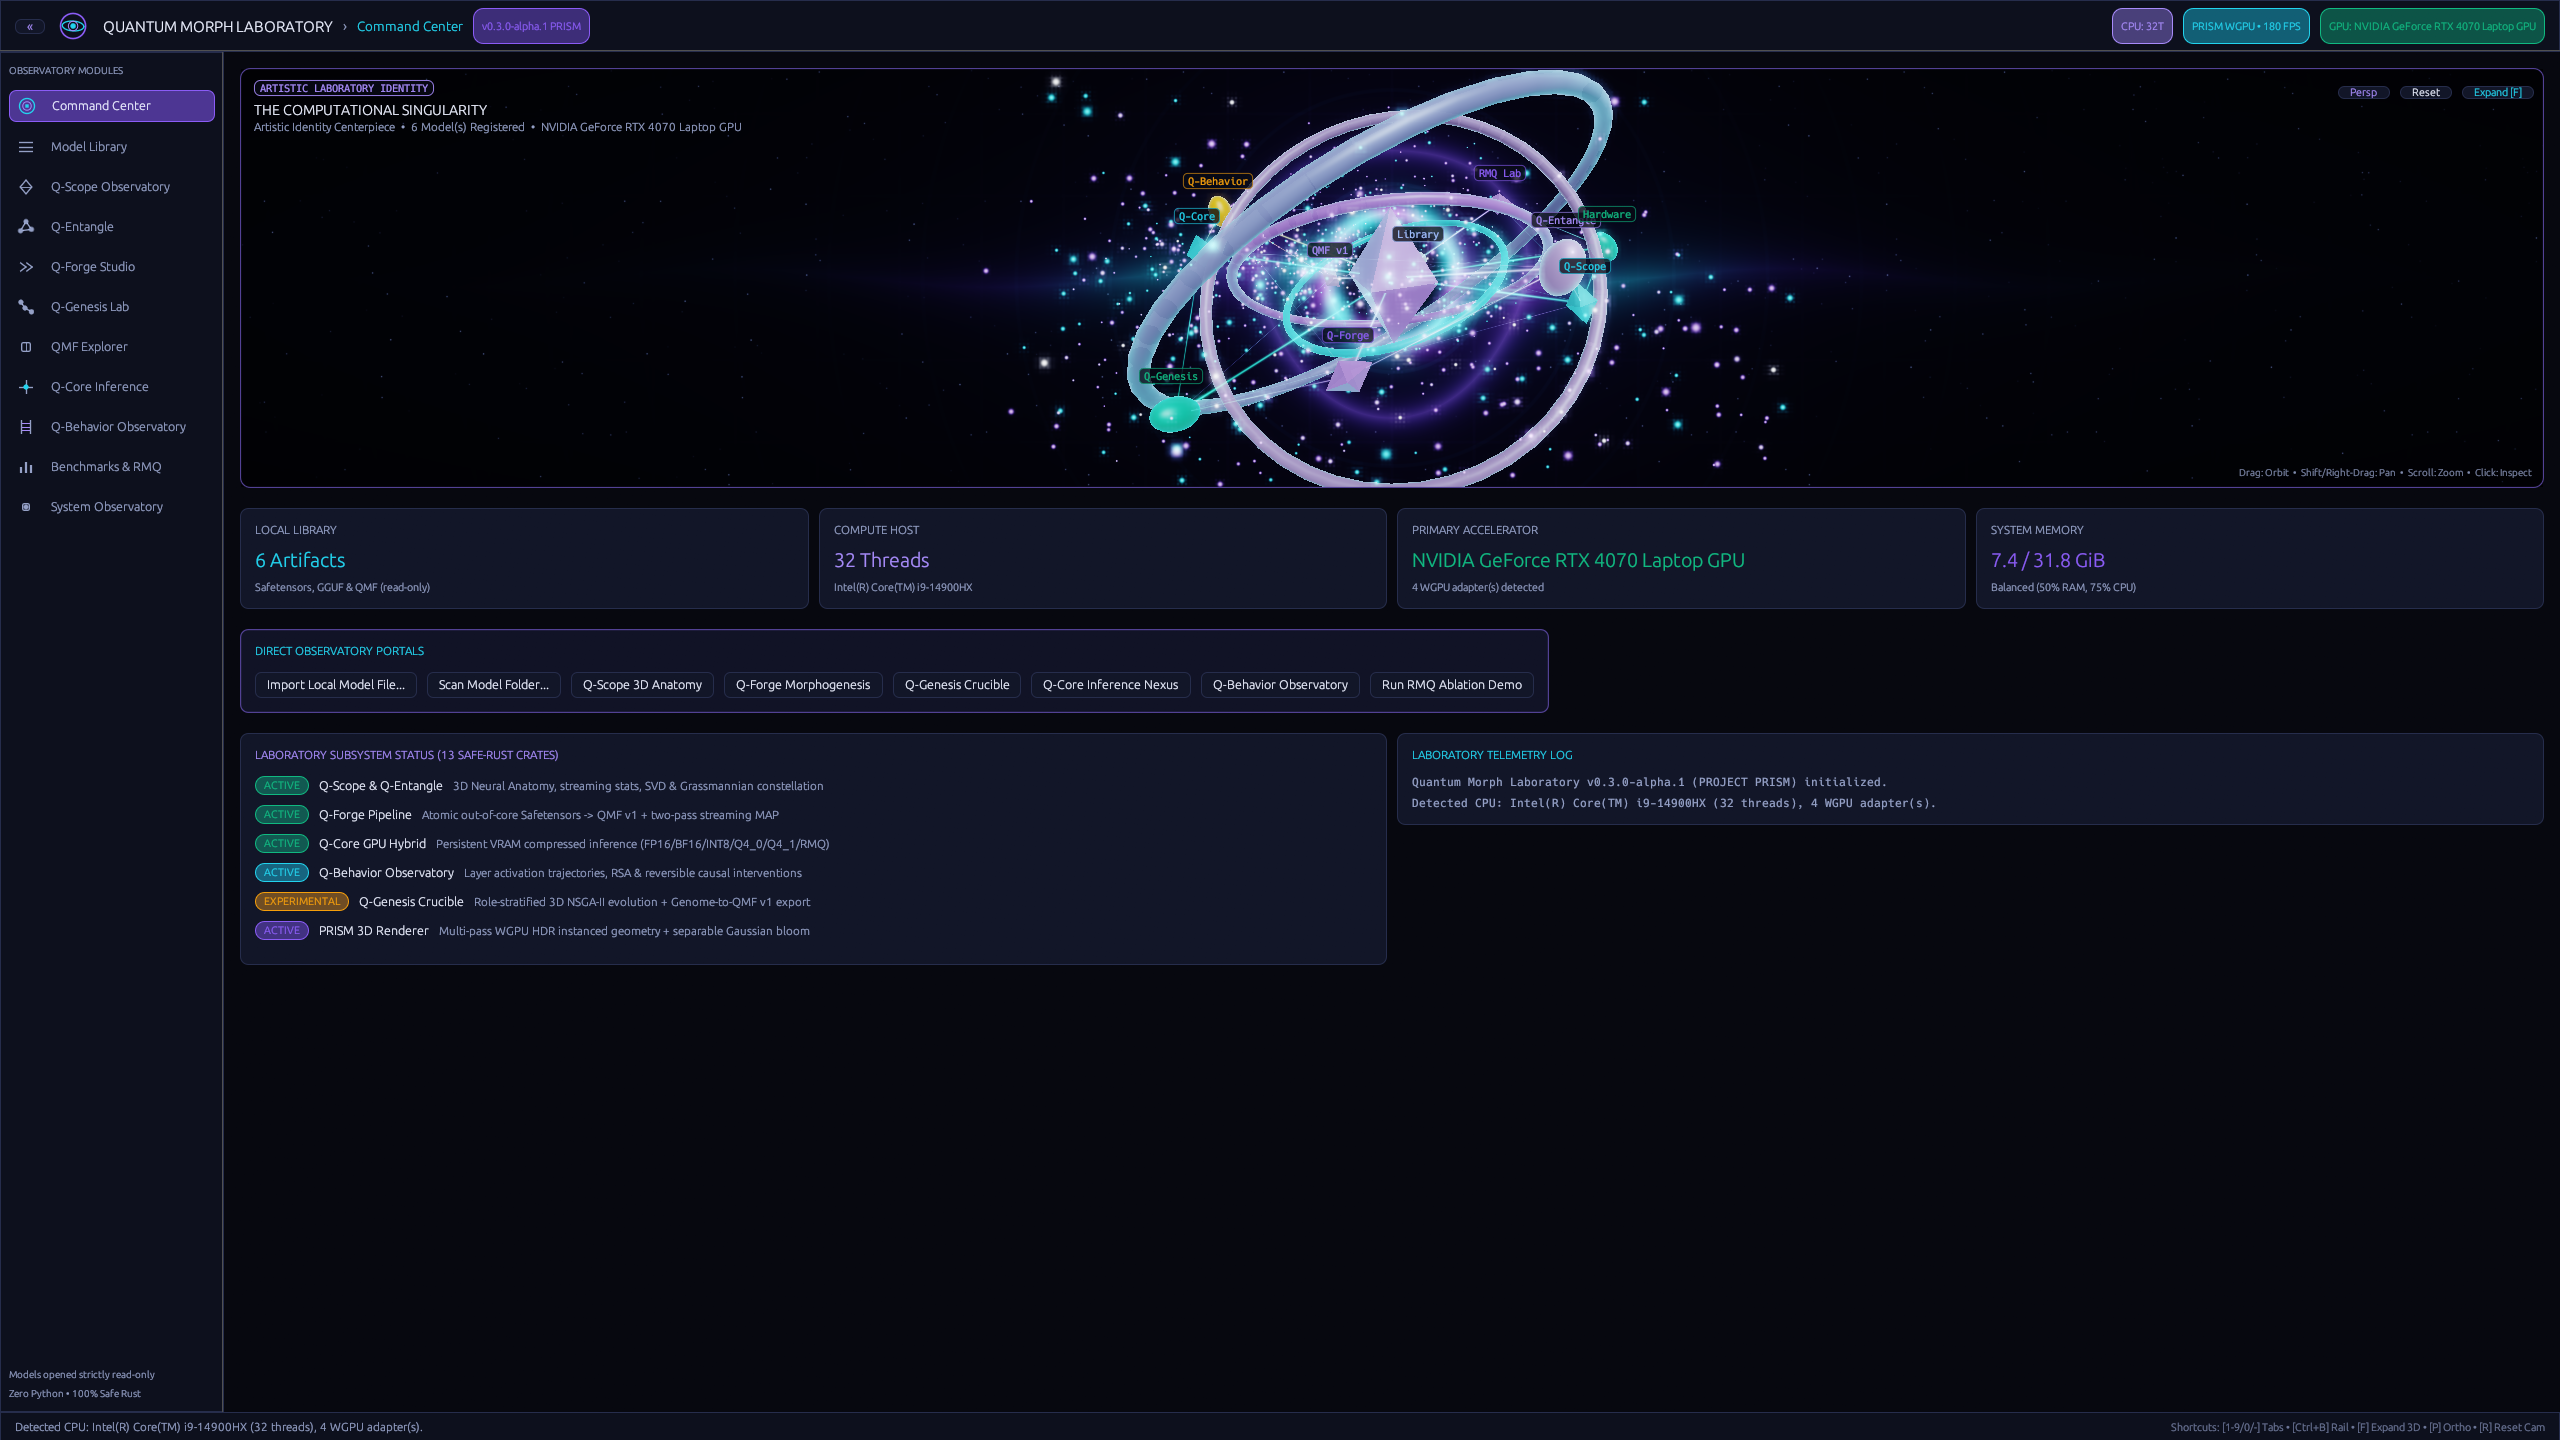 « QUANTUM MORPH LABORATORY › Command Center v0.3.0-alpha.1 PRISM CPU: 32T PRISM WGPU • 180 FPS GPU: NVIDIA GeForce RTX 4070 Laptop GPU
OBSERVATORY MODULES
Command Center
Model Library
Q-Scope Observatory
Q-Entangle
Q-Forge Studio
Q-Genesis Lab
QMF Explorer
Q-Core Inference
Q-Behavior Observatory
Benchmarks & RMQ
System Observatory
Models opened strictly read-only
Zero Python • 100% Safe Rust
ARTISTIC LABORATORY IDENTITY
THE COMPUTATIONAL SINGULARITY
Artistic Identity Centerpiece • 6 Model(s) Registered • NVIDIA GeForce RTX 4070 Laptop GPU
Persp Reset Expand [F]
RMQ Lab
Q-Behavior
Q-Core
Q-Entangle
Hardware
Library
QMF v1
Q-Scope
Q-Forge
Q-Genesis
Drag: Orbit • Shift/Right-Drag: Pan • Scroll: Zoom • Click: Inspect
LOCAL LIBRARY
6 Artifacts
Safetensors, GGUF & QMF (read-only)
COMPUTE HOST
32 Threads
Intel(R) Core(TM) i9-14900HX
PRIMARY ACCELERATOR
NVIDIA GeForce RTX 4070 Laptop GPU
4 WGPU adapter(s) detected
SYSTEM MEMORY
7.4 / 31.8 GiB
Balanced (50% RAM, 75% CPU)
DIRECT OBSERVATORY PORTALS
Import Local Model File... Scan Model Folder... Q-Scope 3D Anatomy Q-Forge Morphogenesis Q-Genesis Crucible Q-Core Inference Nexus Q-Behavior Observatory Run RMQ Ablation Demo
LABORATORY SUBSYSTEM STATUS (13 SAFE-RUST CRATES)
ACTIVE Q-Scope & Q-Entangle 3D Neural Anatomy, streaming stats, SVD & Grassmannian constellation
ACTIVE Q-Forge Pipeline Atomic out-of-core Safetensors -> QMF v1 + two-pass streaming MAP
ACTIVE Q-Core GPU Hybrid Persistent VRAM compressed inference (FP16/BF16/INT8/Q4_0/Q4_1/RMQ)
ACTIVE Q-Behavior Observatory Layer activation trajectories, RSA & reversible causal interventions
EXPERIMENTAL Q-Genesis Crucible Role-stratified 3D NSGA-II evolution + Genome-to-QMF v1 export
ACTIVE PRISM 3D Renderer Multi-pass WGPU HDR instanced geometry + separable Gaussian bloom
LABORATORY TELEMETRY LOG
Quantum Morph Laboratory v0.3.0-alpha.1 (PROJECT PRISM) initialized.
Detected CPU: Intel(R) Core(TM) i9-14900HX (32 threads), 4 WGPU adapter(s).
Detected CPU: Intel(R) Core(TM) i9-14900HX (32 threads), 4 WGPU adapter(s).
Shortcuts: [1-9/0/-] Tabs • [Ctrl+B] Rail • [F] Expand 3D • [P] Ortho • [R] Reset Cam